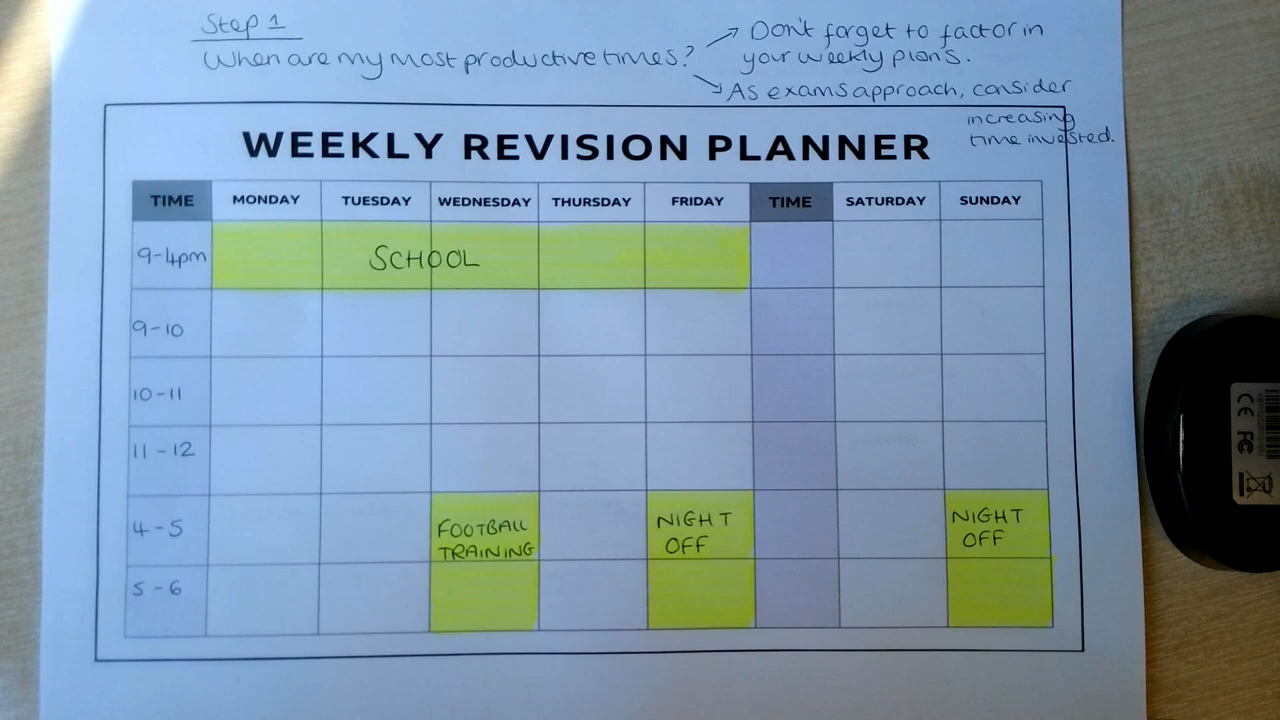 Step 1
When are my most productive times?
Don't forget to factor in
your weekly plans.
As exams approach, consider
increasing
time invested.
WEEKLY REVISION PLANNER
TIME MONDAY TUESDAY WEDNESDAY THURSDAY FRIDAY TIME SATURDAY SUNDAY
9-4pm SCHOOL
9-10
10-11
11-12
4-5 FOOTBALL TRAINING NIGHT OFF NIGHT OFF
5-6
CE FC